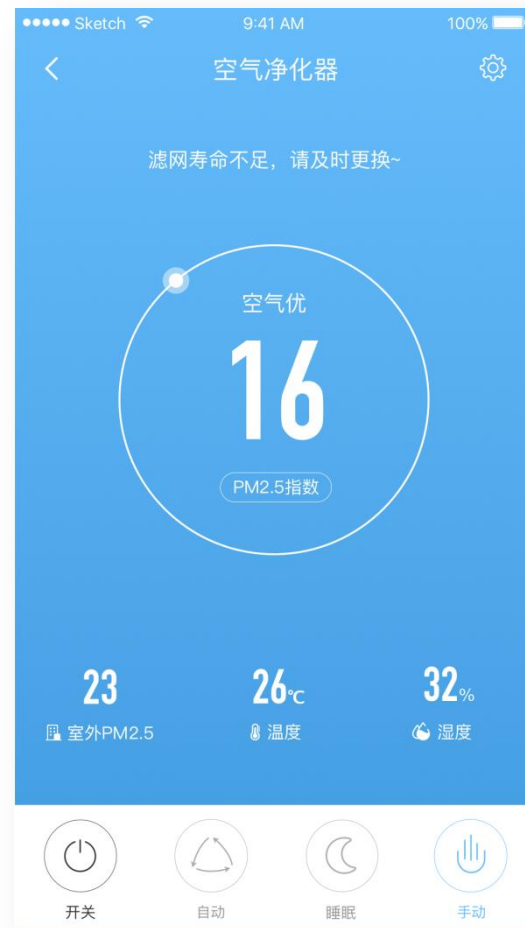 ●●●●● Sketch 9:41 AM 100%
空气净化器
滤网寿命不足，请及时更换~
空气优
16
PM2.5指数
23 26℃ 32%
室外PM2.5 温度 湿度
开关 自动 睡眠 手动